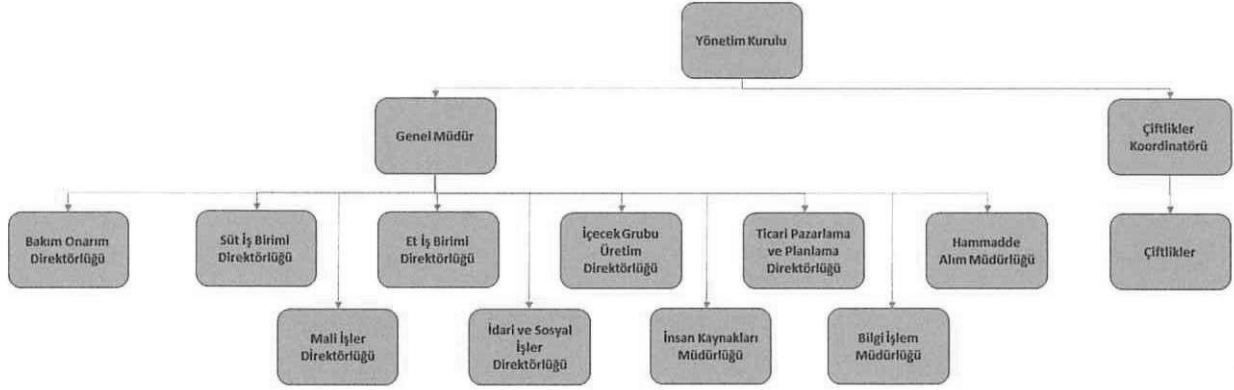 Yönetim Kurulu
Genel Müdür
Çiftlikler
Koordinatörü
Bakım Onarım
Direktörlüğü
Süt İş Birimi
Direktörlüğü
Et İş Birimi
Direktörlüğü
İçecek Grubu
Üretim
Direktörlüğü
Ticari Pazarlama
ve Planlama
Direktörlüğü
Hammadde
Alım Müdürlüğü
Çiftlikler
Mali İşler
Direktörlüğü
İdari ve Sosyal
İşler
Direktörlüğü
İnsan Kaynakları
Müdürlüğü
Bilgi İşlem
Müdürlüğü